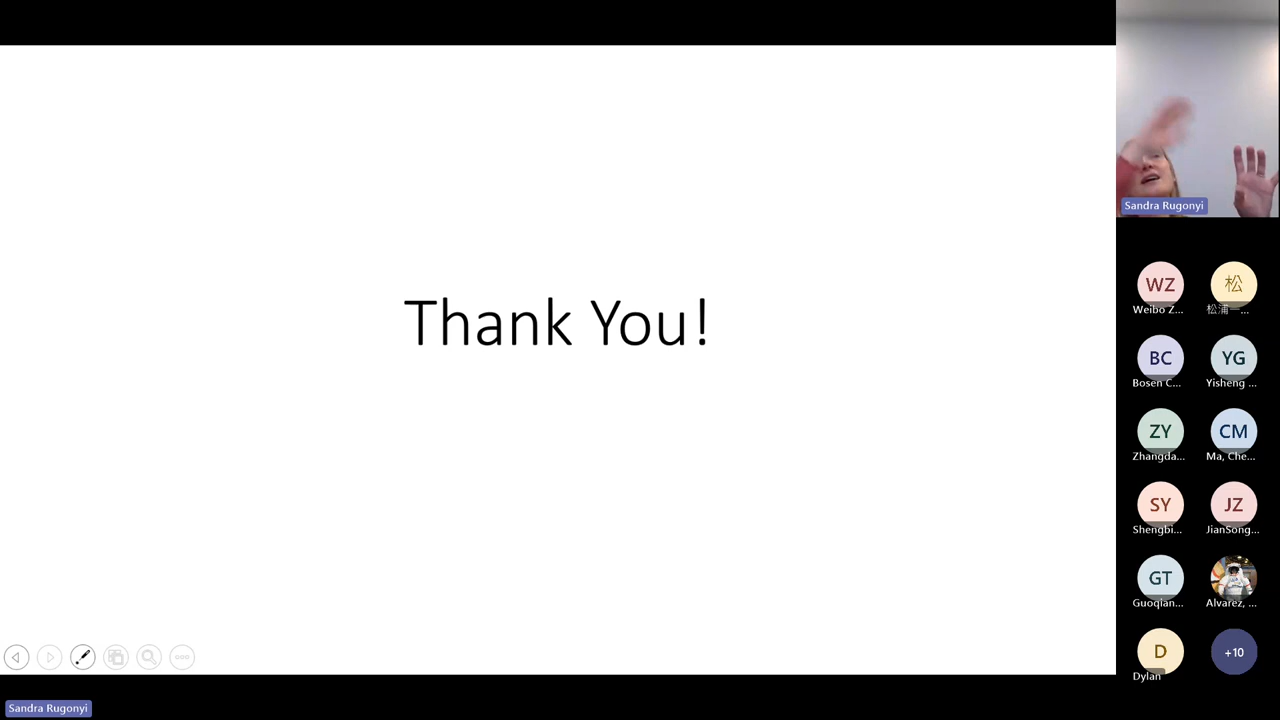 Thank You!
Sandra Rugonyi
WZ
Weibo Z...
松
松浦一...
BC
Bosen C...
YG
Yisheng ...
ZY
Zhangda...
CM
Ma, Che...
SY
Shengbi...
JZ
JianSong...
GT
Guoqian...
Alvarez, ...
D
Dylan
+10
Sandra Rugonyi